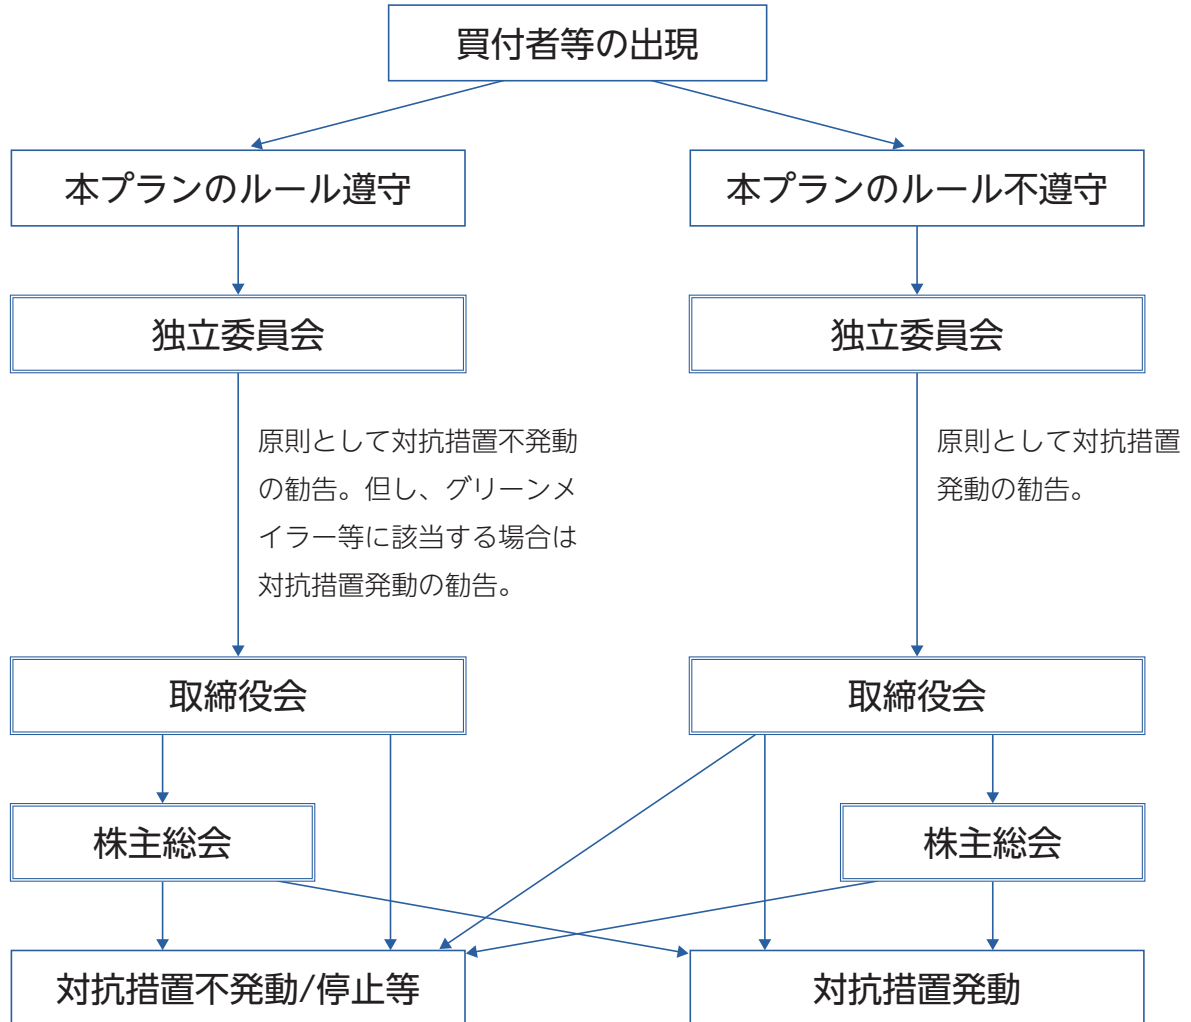 買付者等の出現
本プランのルール遵守
本プランのルール不遵守
独立委員会
独立委員会
原則として対抗措置不発動
の勧告。但し、グリーンメ
イラー等に該当する場合は
対抗措置発動の勧告。
原則として対抗措置
発動の勧告。
取締役会
取締役会
株主総会
株主総会
対抗措置不発動/停止等
対抗措置発動